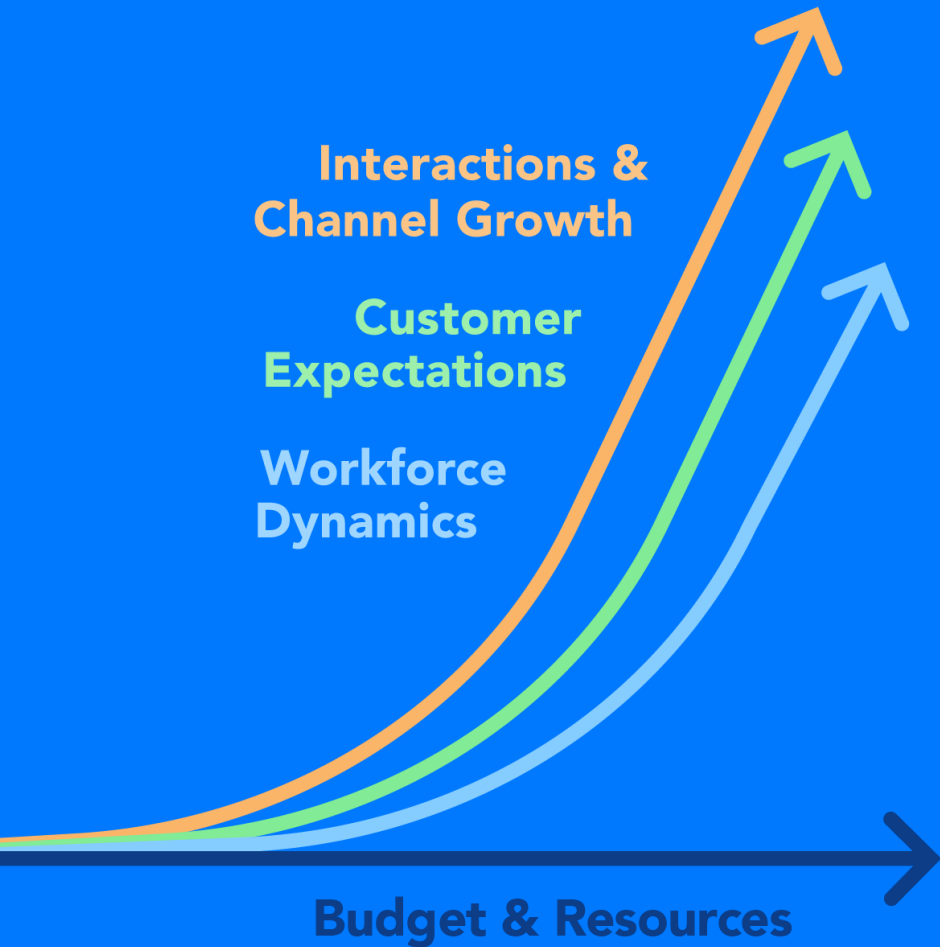 Interactions &
Channel Growth
Customer
Expectations
Workforce
Dynamics
Budget & Resources